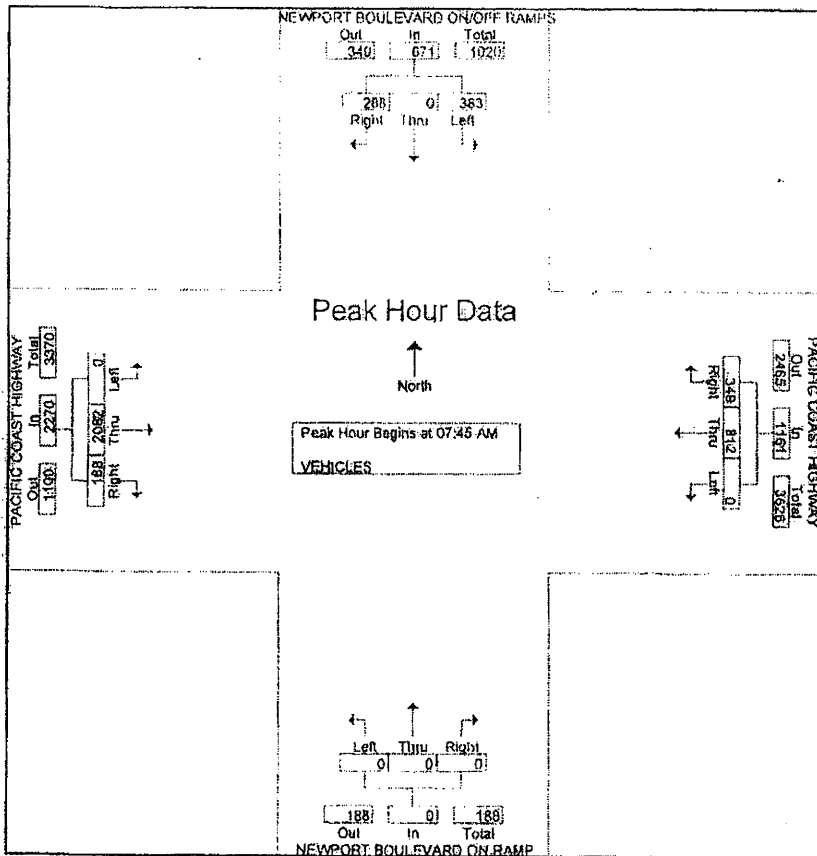 NEWPORT BOULEVARD ON/OFF RAMPS
Out In Total
349 671 1020
288 0 383
Right Thru Left
Peak Hour Data
North
Peak Hour Begins at 07:45 AM
VEHICLES
PACIFIC COAST HIGHWAY
Out In Total
1100 2270 3370
188 2082 0
Right Thru Left
PACIFIC COAST HIGHWAY
Out In Total
2465 1161 3626
349 812 0
Right Thru Left
Left Thru Right
0 0 0
188 0 188
Out In Total
NEWPORT BOULEVARD ON RAMP